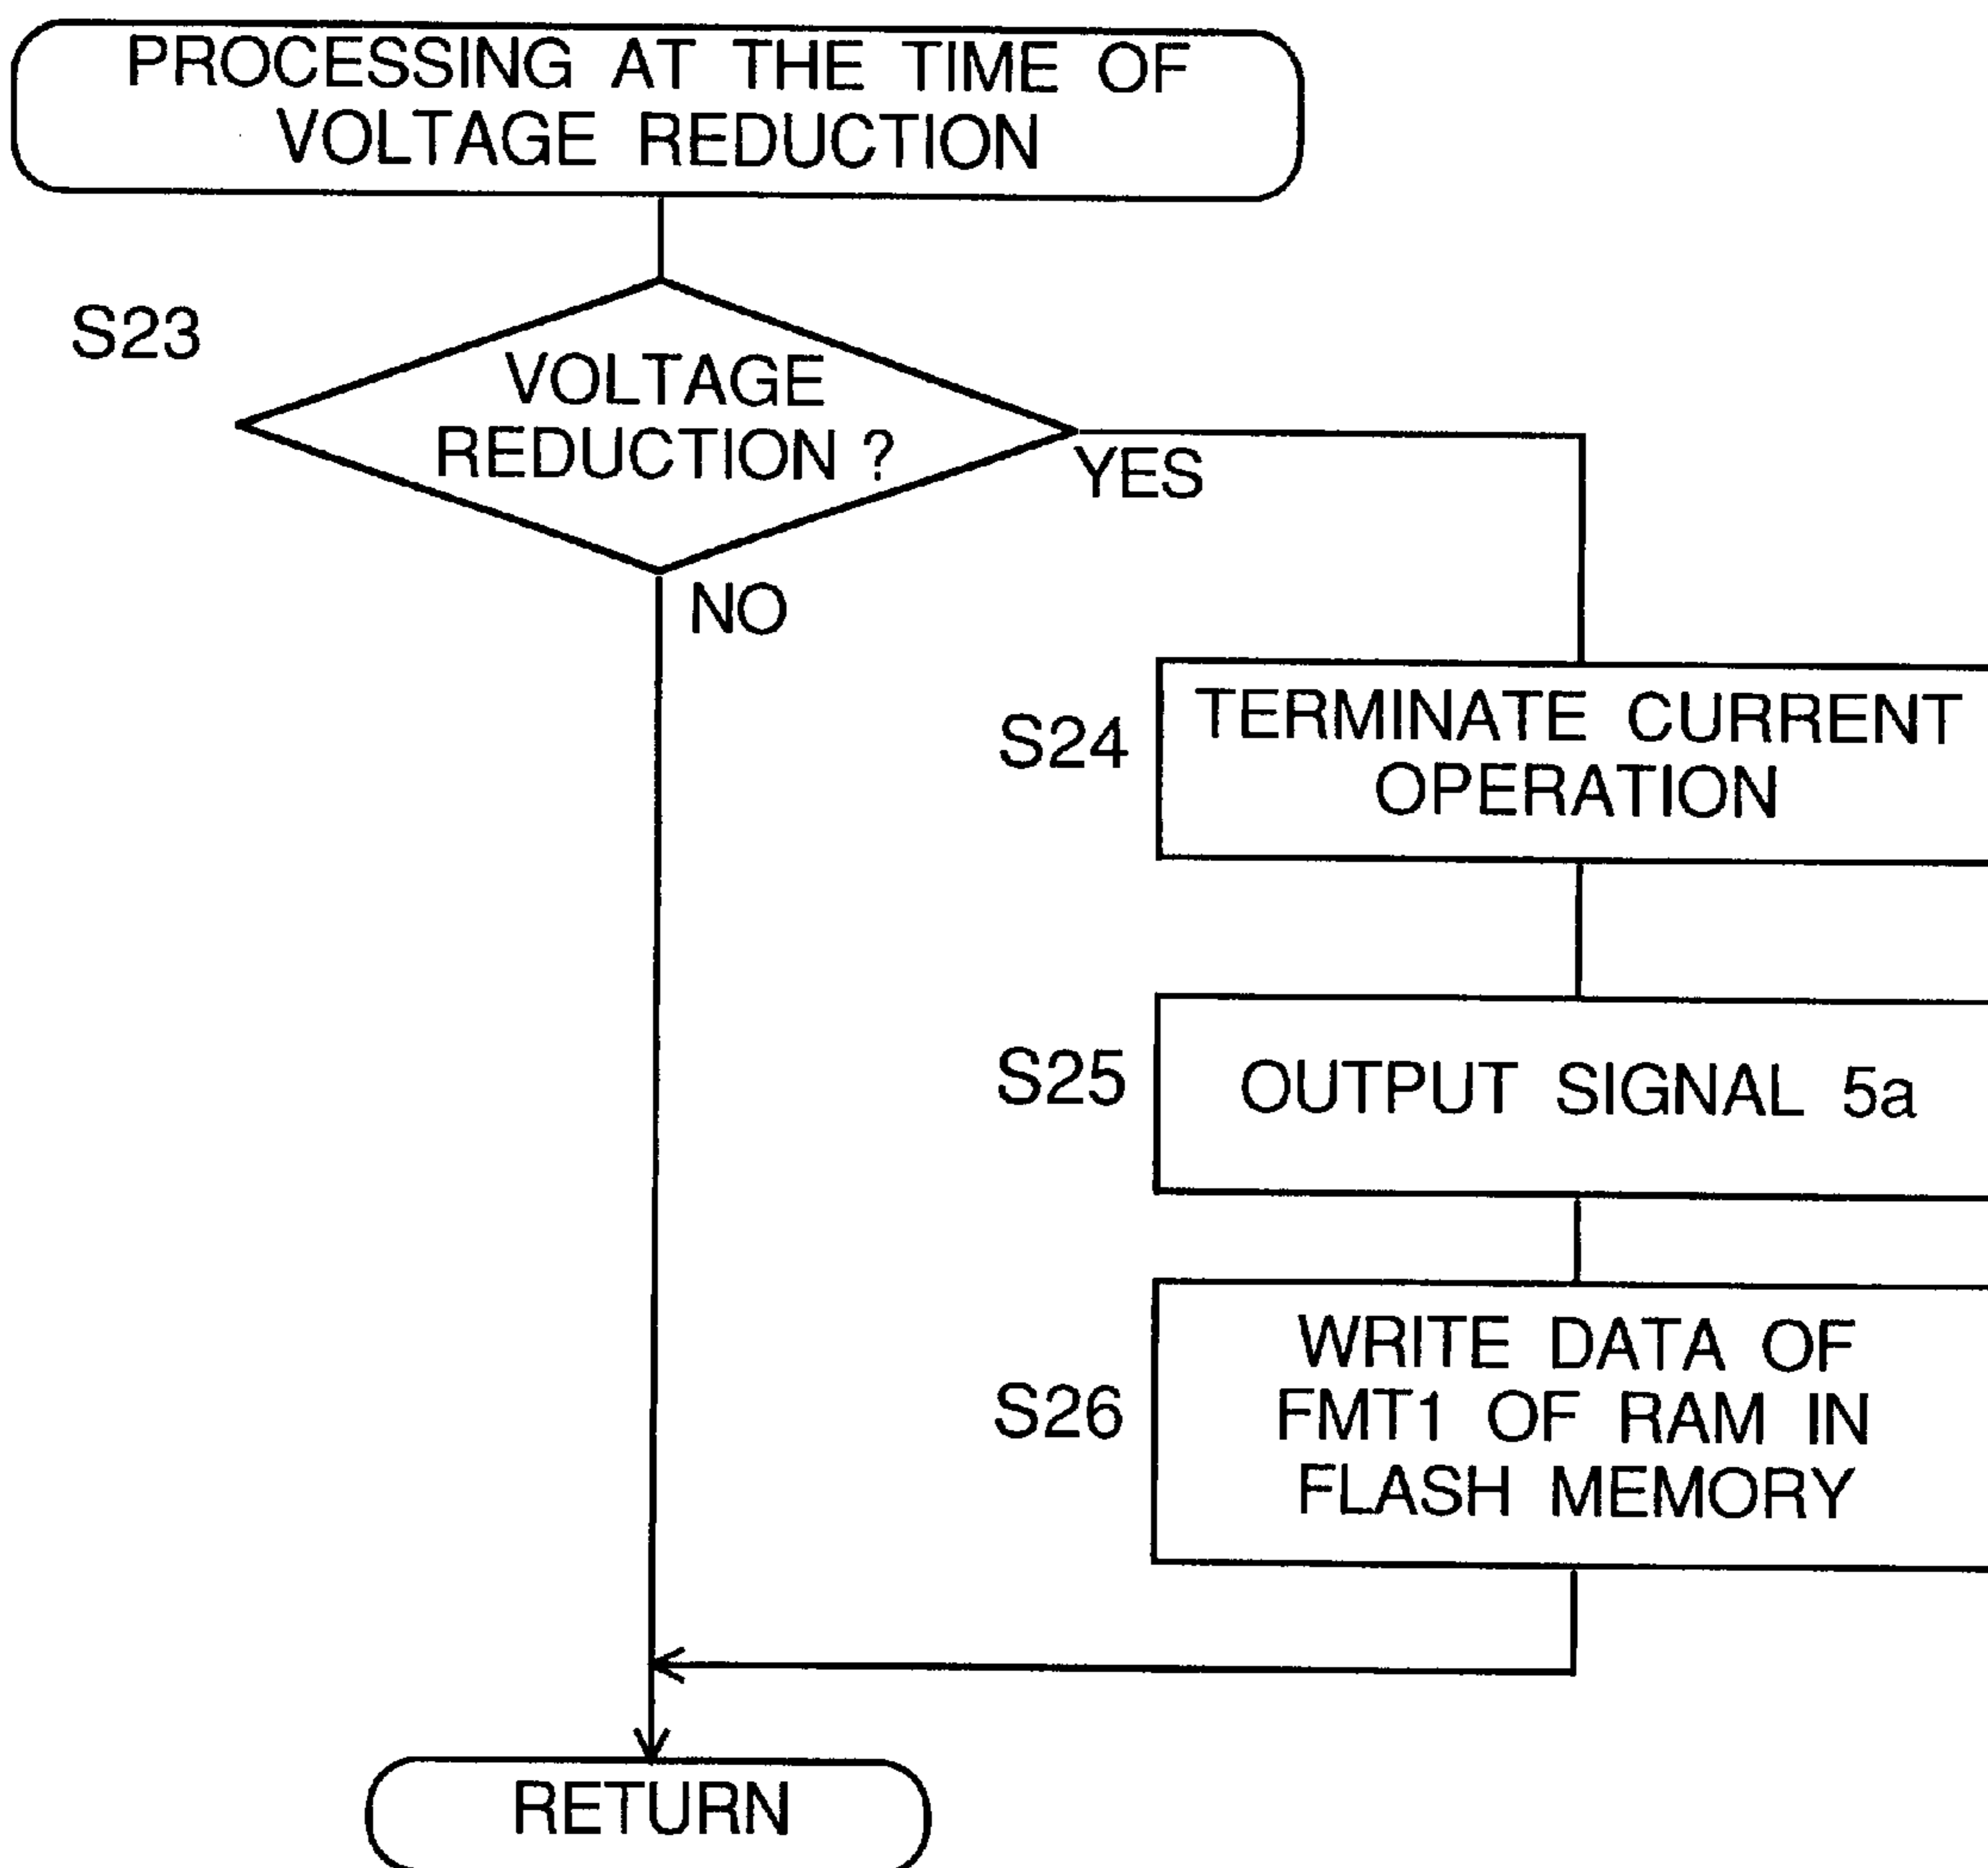 PROCESSING AT THE TIME OF
VOLTAGE REDUCTION
S23
VOLTAGE
REDUCTION ?
YES
NO
S24
TERMINATE CURRENT
OPERATION
S25
OUTPUT SIGNAL 5a
S26
WRITE DATA OF
FMT1 OF RAM IN
FLASH MEMORY
RETURN